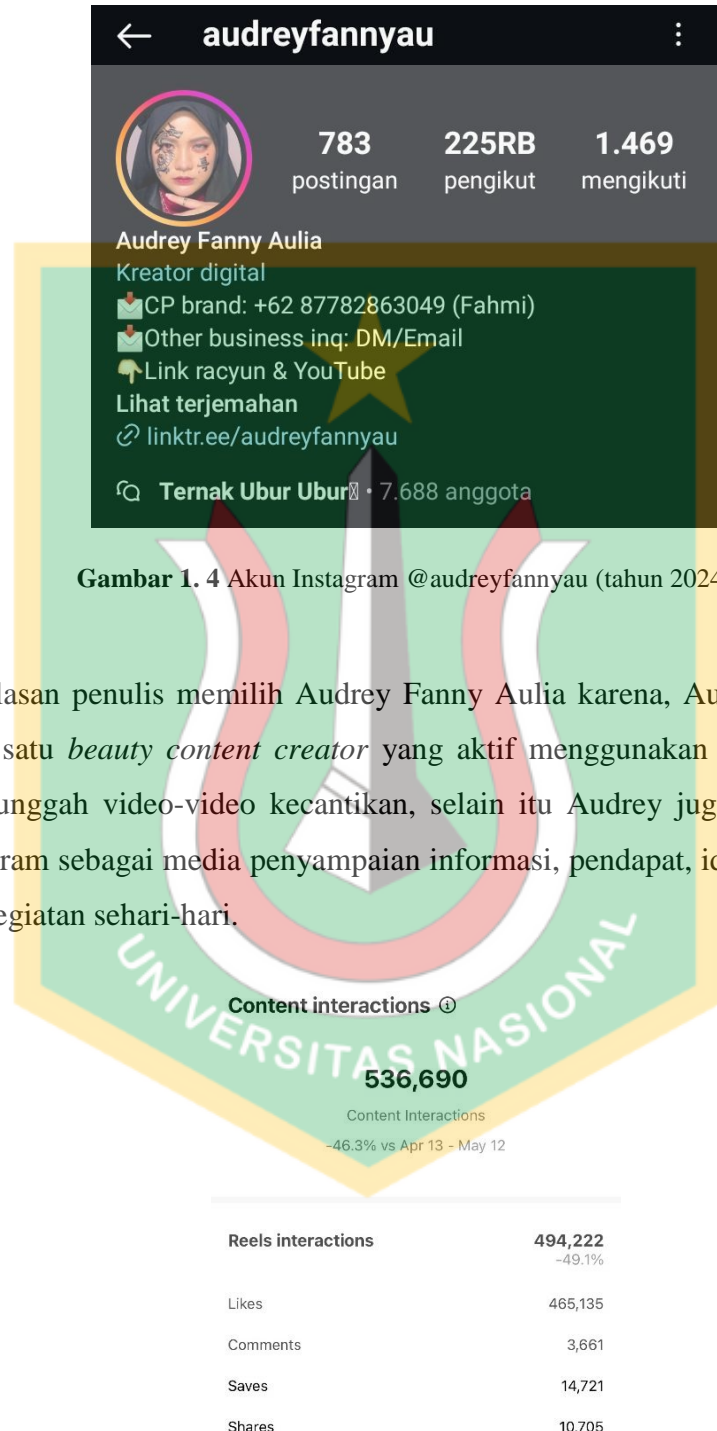 audreyfannyau
783 225RB 1.469
postingan pengikut mengikuti
Audrey Fanny Aulia
Kreator digital
📩CP brand: +62 87782863049 (Fahmi)
📩Other business inq: DM/Email
👇Link racyun & YouTube
Lihat terjemahan
linktr.ee/audreyfannyau
Ternak Ubur Ubur • 7.688 anggota
Gambar 1. 4 Akun Instagram @audreyfannyau (tahun 2024
lasan penulis memilih Audrey Fanny Aulia karena, Au
satu beauty content creator yang aktif menggunakan
unggah video-video kecantikan, selain itu Audrey jug
ram sebagai media penyampaian informasi, pendapat, id
egiatan sehari-hari.
UNIVERSITAS NASIONAL
Content interactions
536,690
Content Interactions
-46.3% vs Apr 13 - May 12
Reels interactions 494,222
-49.1%
Likes 465,135
Comments 3,661
Saves 14,721
Shares 10,705